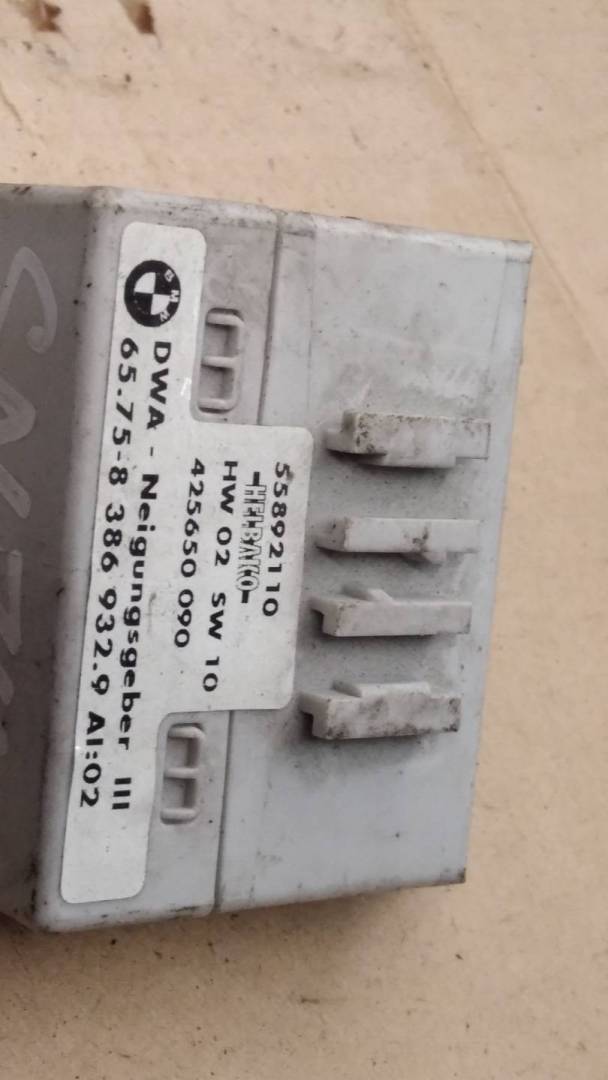 55892110
-HELBAKO-
HW 02 SW 10
425650 090
BMW
DWA - Neigungsgeber III
65.75-8 386 932.9 AI:02